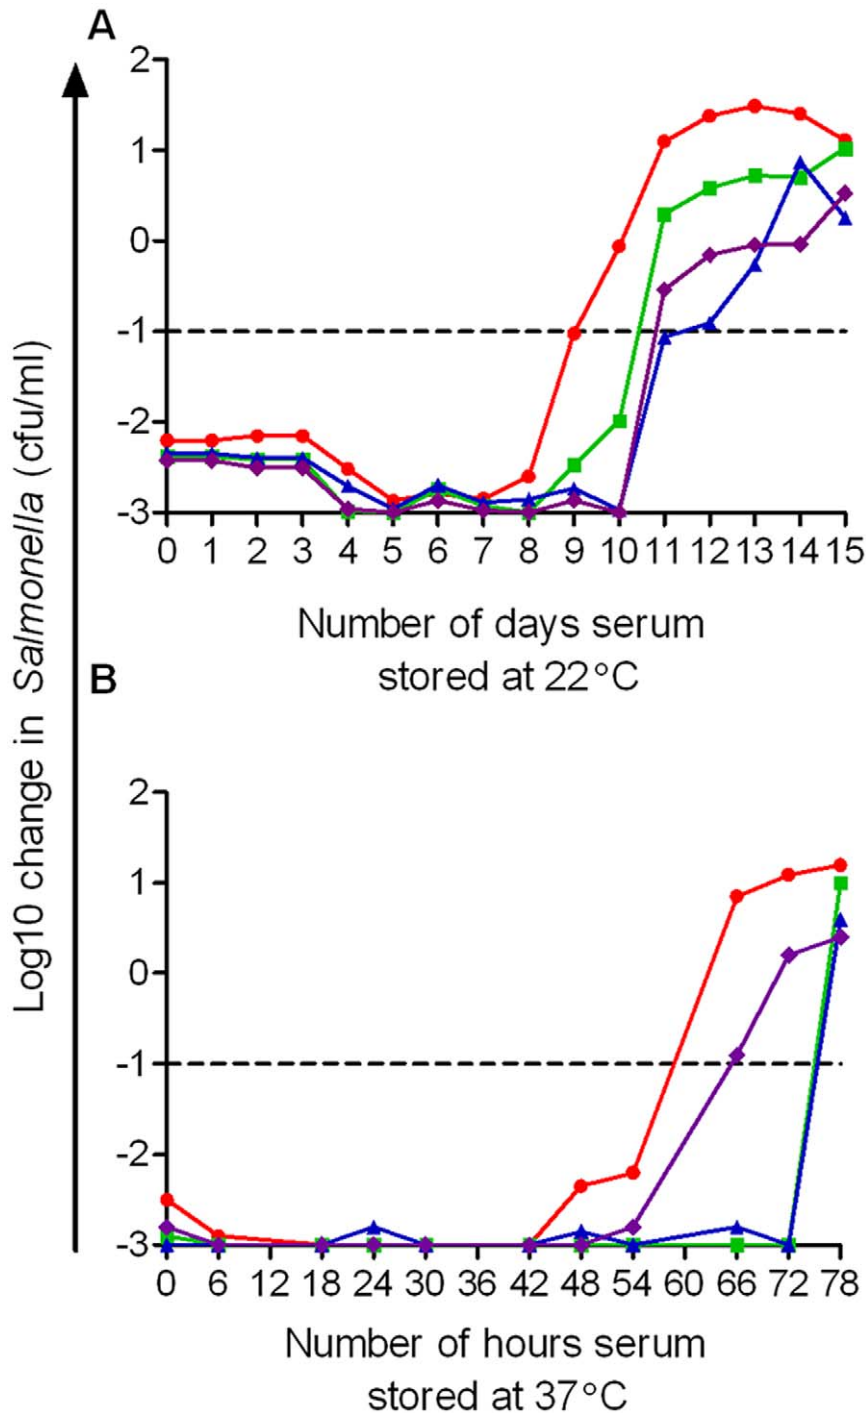 A
2
1
0
-1
-2
-3
0 1 2 3 4 5 6 7 8 9 10 11 12 13 14 15
Number of days serum
stored at 22°C
Log10 change in Salmonella (cfu/ml)
B
2
1
0
-1
-2
-3
0 6 12 18 24 30 36 42 48 54 60 66 72 78
Number of hours serum
stored at 37°C